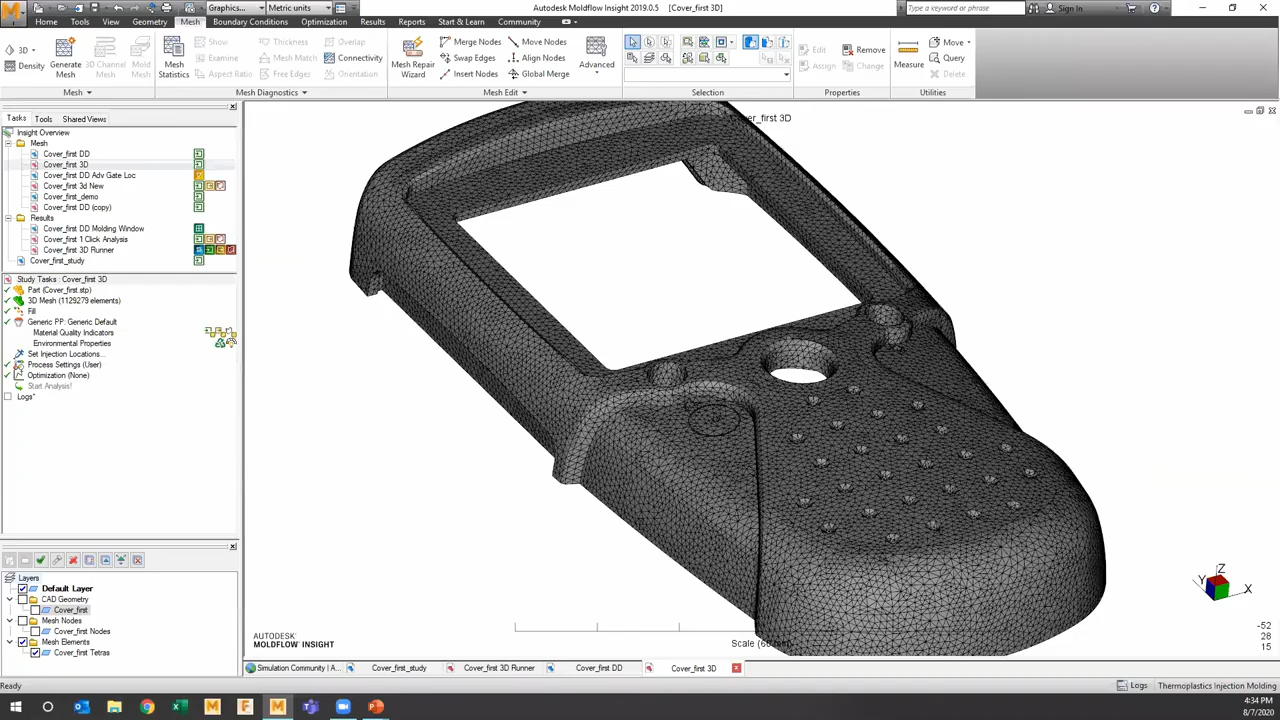 Graphics...
Metric units
Autodesk Moldflow Insight 2019.0.5 [Cover_first 3D]
Type a keyword or phrase
Sign In
Home Tools View Geometry Mesh Boundary Conditions Optimization Results Reports Start & Learn Community
3D
Density
Generate Mesh
3D Channel Mesh
Mold Mesh
Mesh Statistics
Show
Examine
Aspect Ratio
Thickness
Mesh Match
Free Edges
Overlap
Connectivity
Orientation
Mesh Repair Wizard
Merge Nodes
Swap Edges
Insert Nodes
Move Nodes
Align Nodes
Global Merge
Advanced
Edit
Assign
Remove
Change
Measure
Move
Query
Delete
Mesh
Mesh Diagnostics
Mesh Edit
Selection
Properties
Utilities
Tasks Tools Shared Views
Insight Overview
Mesh
Cover_first DD
Cover_first 3D
Cover_first DD Adv Gate Loc
Cover_first 3d New
Cover_first_demo
Cover_first DD (copy)
Results
Cover_first DD Molding Window
Cover_first 1 Click Analysis
Cover_first 3D Runner
Cover_first_study
Study Tasks : Cover_first 3D
Part (Cover_first.stp)
3D Mesh (1129279 elements)
Fill
Generic PP: Generic Default
Material Quality Indicators
Environmental Properties
Set Injection Locations...
Process Settings (User)
Optimization (None)
Start Analysis!
Logs*
Layers
Default Layer
CAD Geometry
Cover_first
Mesh Nodes
Cover_first Nodes
Mesh Elements
Cover_first Tetras
er_first 3D]
Z
Y
X
-52
28
15
AUTODESK
MOLDFLOW INSIGHT
Scale (6
Simulation Community | A...
Cover_first_study
Cover_first 3D Runner
Cover_first DD
Cover_first 3D
Ready
Logs
Thermoplastics Injection Molding
4:34 PM
8/7/2020